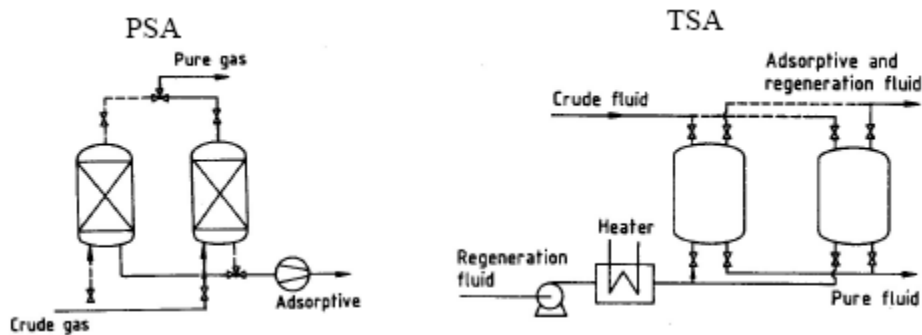 PSA
Pure gas
Crude gas
Adsorptive
TSA
Adsorptive and
regeneration fluid
Crude fluid
Heater
Regeneration
fluid
Pure fluid